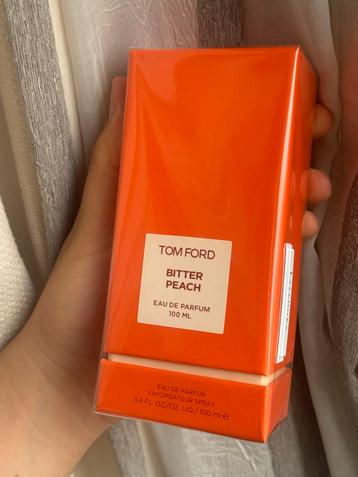 TOM FORD
BITTER
PEACH
EAU DE PARFUM
100 ML
EAU DE PARFUM
VAPORISATEUR SPRAY
3.4 FL. OZ/OZ. LIQ./100 ml e